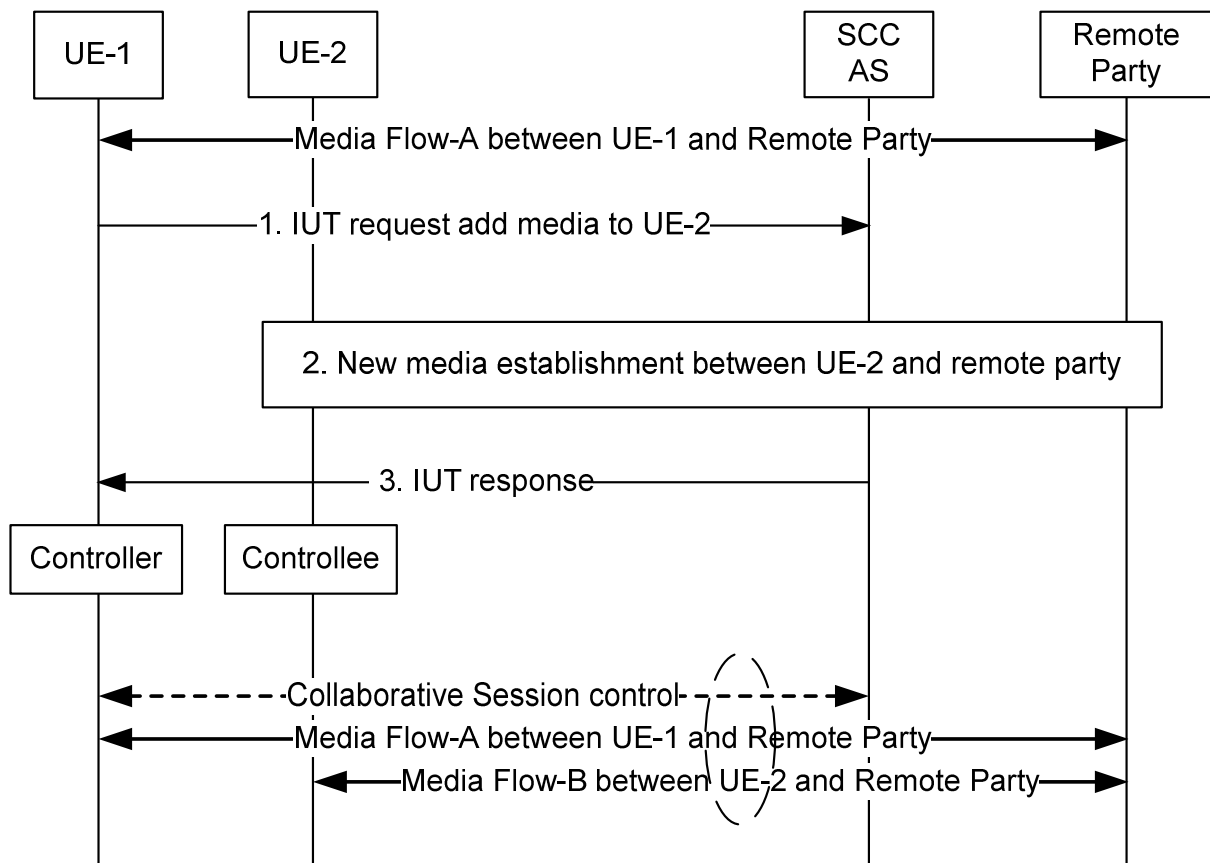 UE-1
UE-2
SCC
AS
Remote
Party
Media Flow-A between UE-1 and Remote Party
1. IUT request add media to UE-2
2. New media establishment between UE-2 and remote party
3. IUT response
Controller
Controllee
Collaborative Session control
Media Flow-A between UE-1 and Remote Party
Media Flow-B between UE-2 and Remote Party